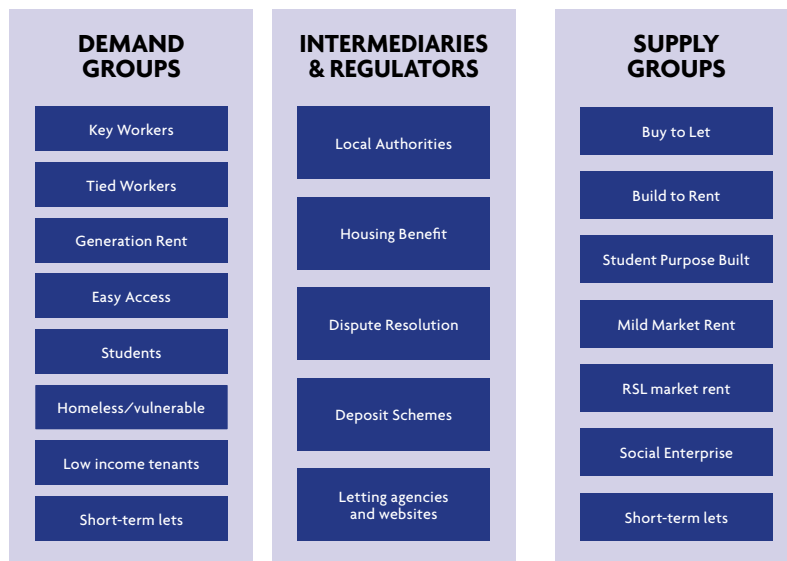 DEMAND
GROUPS
Key Workers
Tied Workers
Generation Rent
Easy Access
Students
Homeless/vulnerable
Low income tenants
Short-term lets
INTERMEDIARIES
& REGULATORS
Local Authorities
Housing Benefit
Dispute Resolution
Deposit Schemes
Letting agencies
and websites
SUPPLY
GROUPS
Buy to Let
Build to Rent
Student Purpose Built
Mild Market Rent
RSL market rent
Social Enterprise
Short-term lets